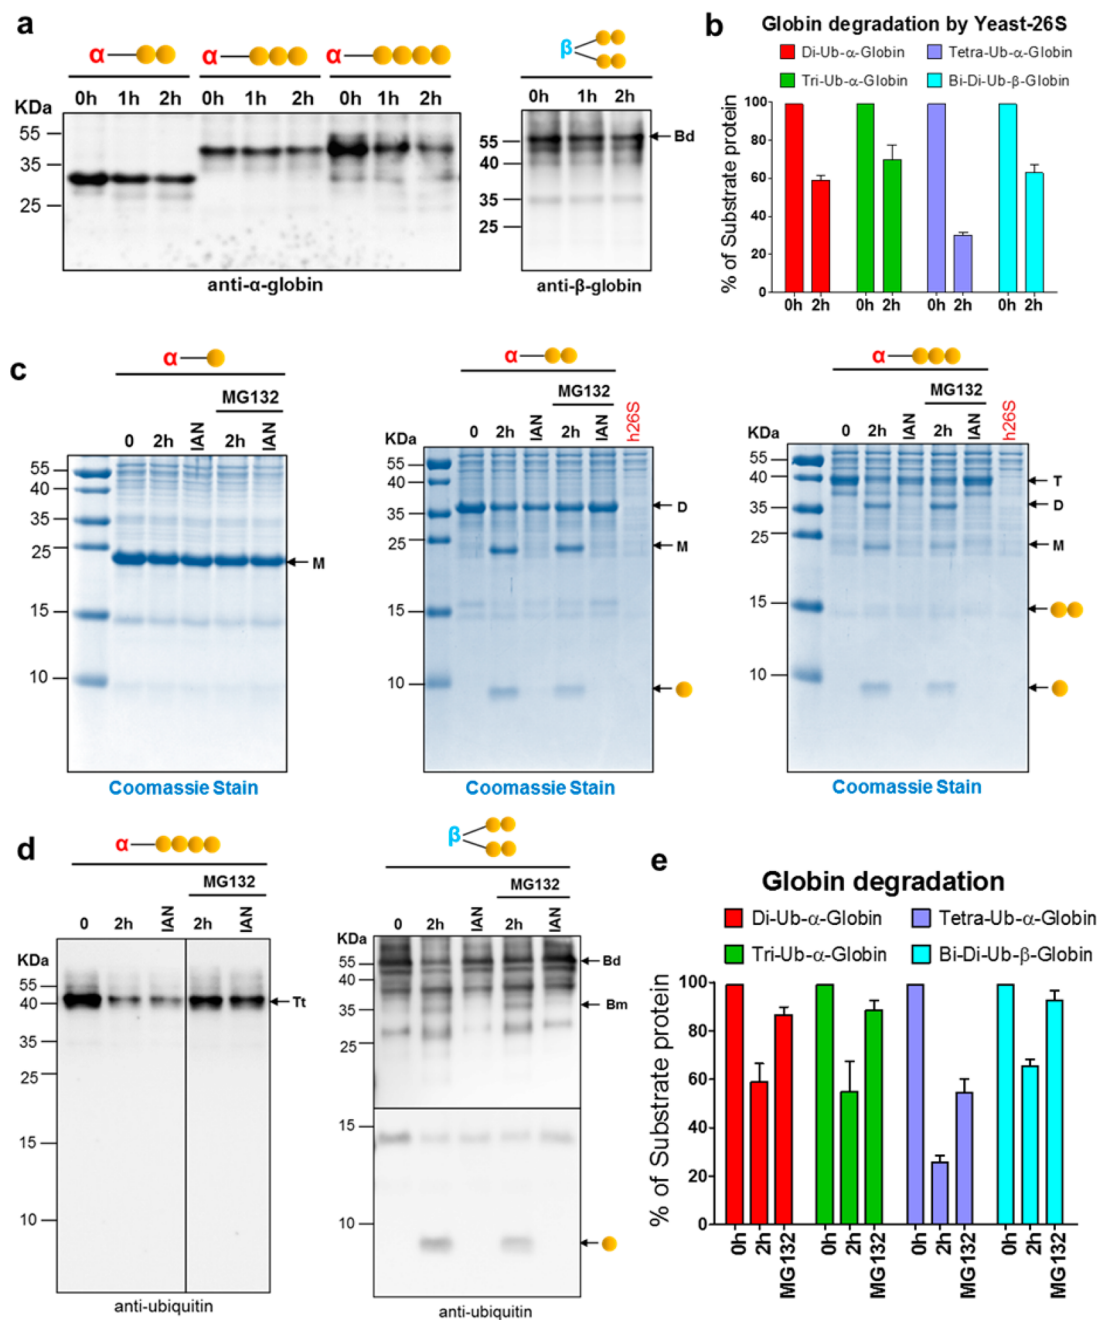 a
α
α
α
β
0h 1h 2h 0h 1h 2h 0h 1h 2h
0h 1h 2h
KDa
55
35
25
55
40
35
25
Bd
anti-α-globin
anti-β-globin
b
Globin degradation by Yeast-26S
Di-Ub-α-Globin
Tetra-Ub-α-Globin
Tri-Ub-α-Globin
Bi-Di-Ub-β-Globin
% of Substrate protein
100
80
60
40
20
0
0h 2h 0h 2h 0h 2h 0h 2h
c
α
MG132
0 2h IAN 2h IAN
55
40
35
25
15
10
M
Coomassie Stain
α
MG132
KDa
0 2h IAN 2h IAN h26S
55
40
35
25
15
10
D
M
Coomassie Stain
α
MG132
KDa
0 2h IAN 2h IAN h26S
55
40
35
25
15
10
T
D
M
Coomassie Stain
d
α
MG132
0 2h IAN 2h IAN
KDa
55
40
35
25
15
10
Tt
anti-ubiquitin
β
MG132
0 2h IAN 2h IAN
KDa
55
40
35
25
15
10
Bd
Bm
anti-ubiquitin
e
Globin degradation
Di-Ub-α-Globin
Tetra-Ub-α-Globin
Tri-Ub-α-Globin
Bi-Di-Ub-β-Globin
% of Substrate protein
100
80
60
40
20
0
0h 2h MG132 0h 2h MG132 0h 2h MG132 0h 2h MG132